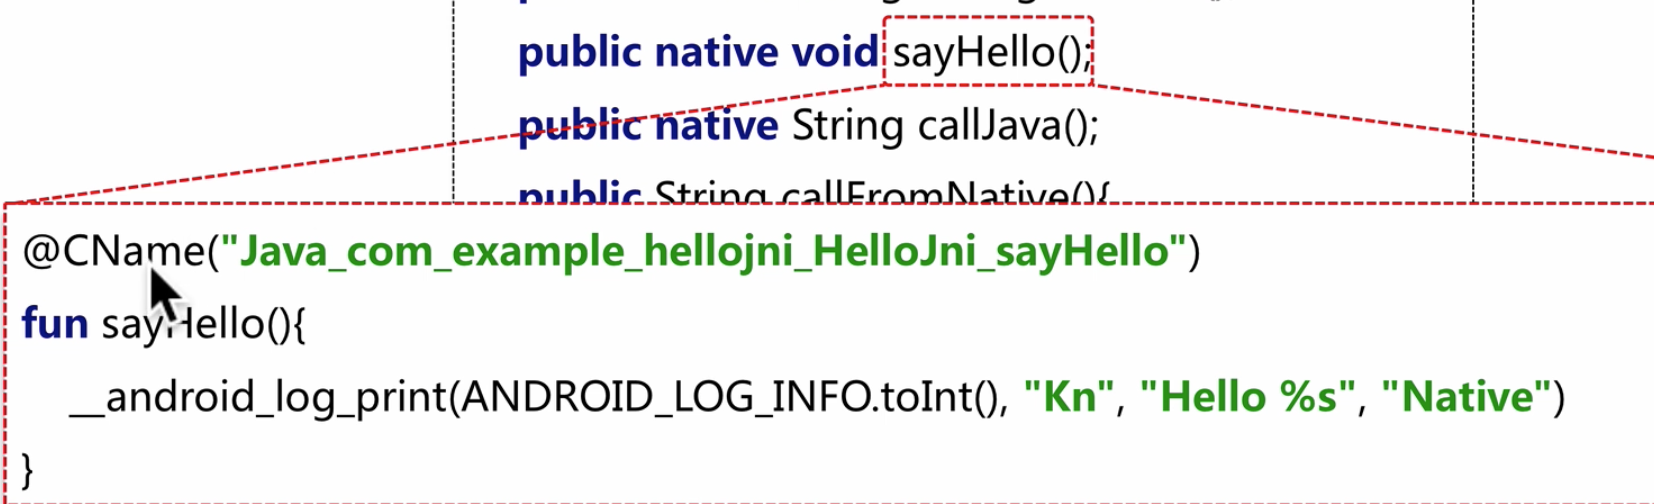 public native void sayHello();
public native String callJava();
public String callFromNative(){
@CName("Java_com_example_hellojni_HelloJni_sayHello")
fun sayHello(){
__android_log_print(ANDROID_LOG_INFO.toInt(), "Kn", "Hello %s", "Native")
}